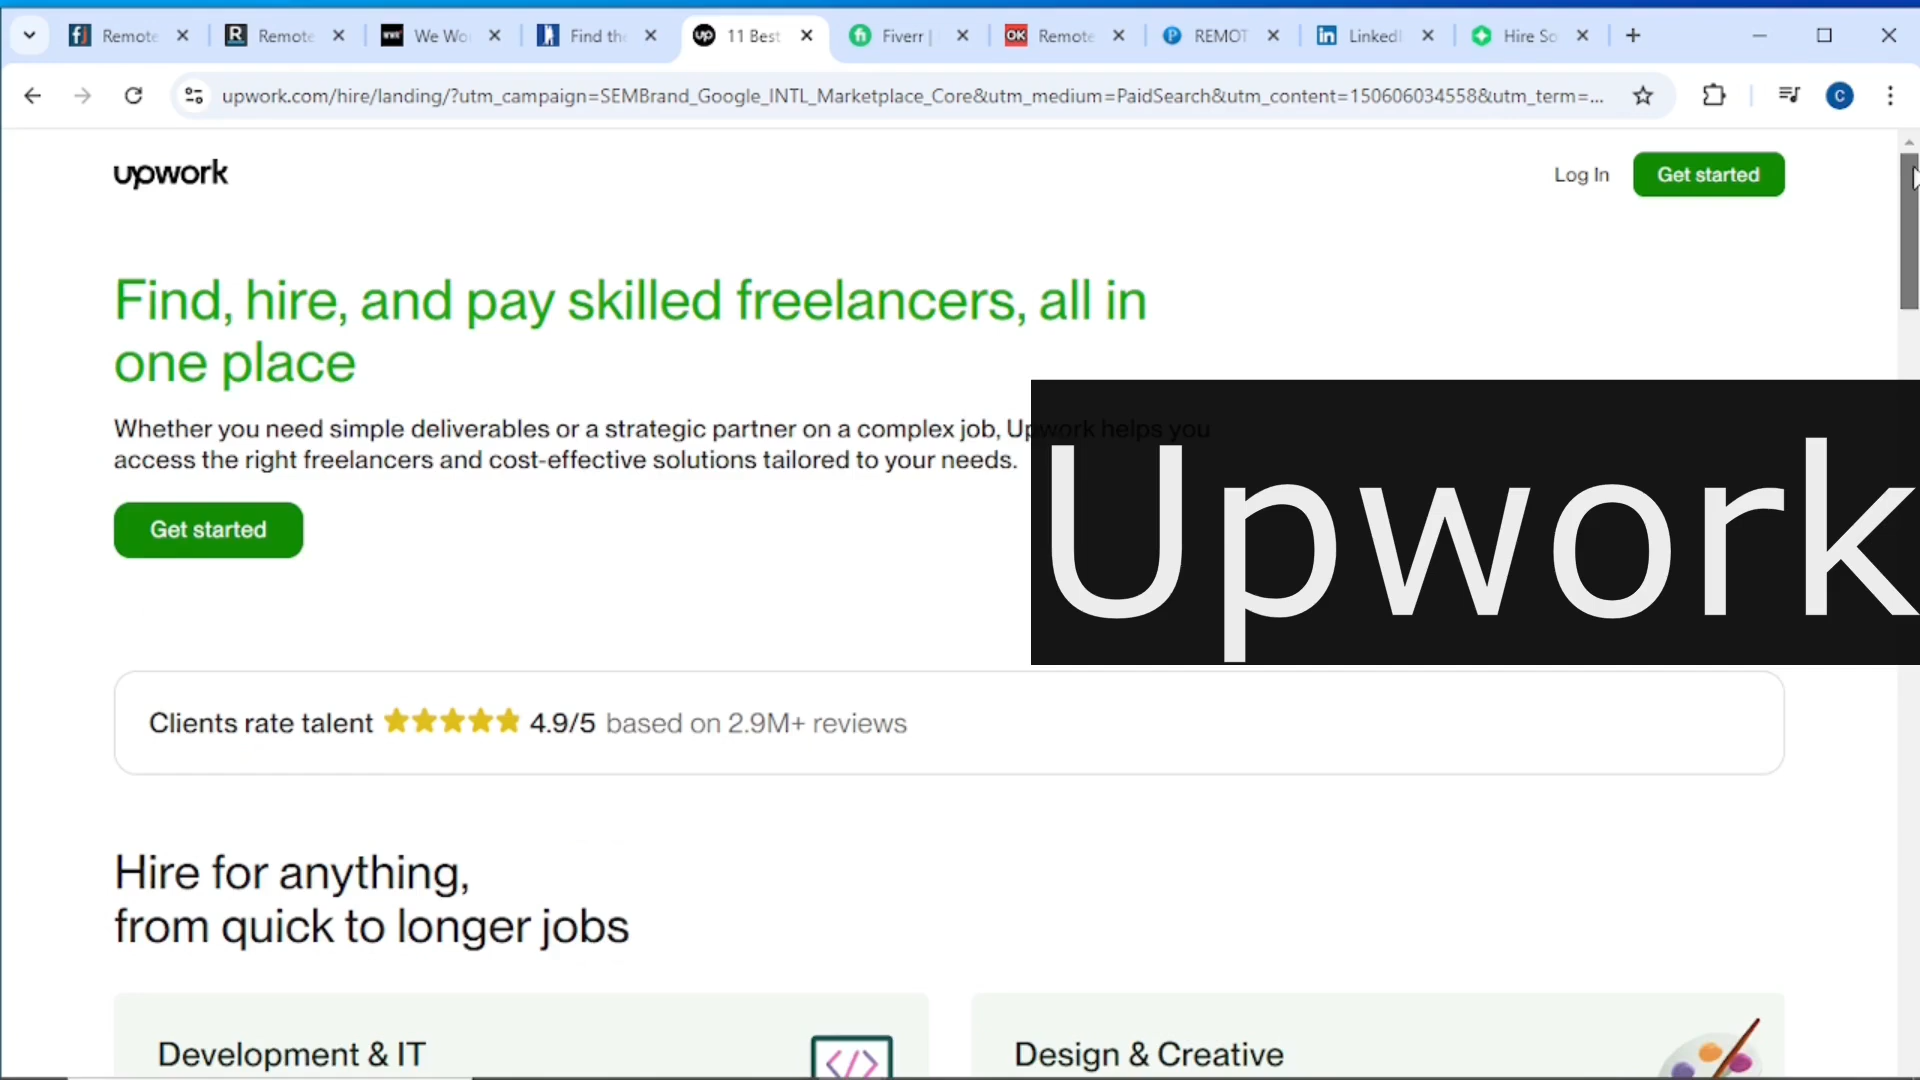 Remote
Remote
We Wo
Find the
11 Best
Fiverr |
Remote
REMOT
LinkedI
Hire So
upwork.com/hire/landing/?utm_campaign=SEMBrand_Google_INTL_Marketplace_Core&utm_medium=PaidSearch&utm_content=150606034558&utm_term=...
C
upwork
Log In
Get started
Find, hire, and pay skilled freelancers, all in
one place
Whether you need simple deliverables or a strategic partner on a complex job, Upwork helps you
access the right freelancers and cost-effective solutions tailored to your needs.
Upwork
Get started
Clients rate talent 4.9/5 based on 2.9M+ reviews
Hire for anything,
from quick to longer jobs
Development & IT
Design & Creative